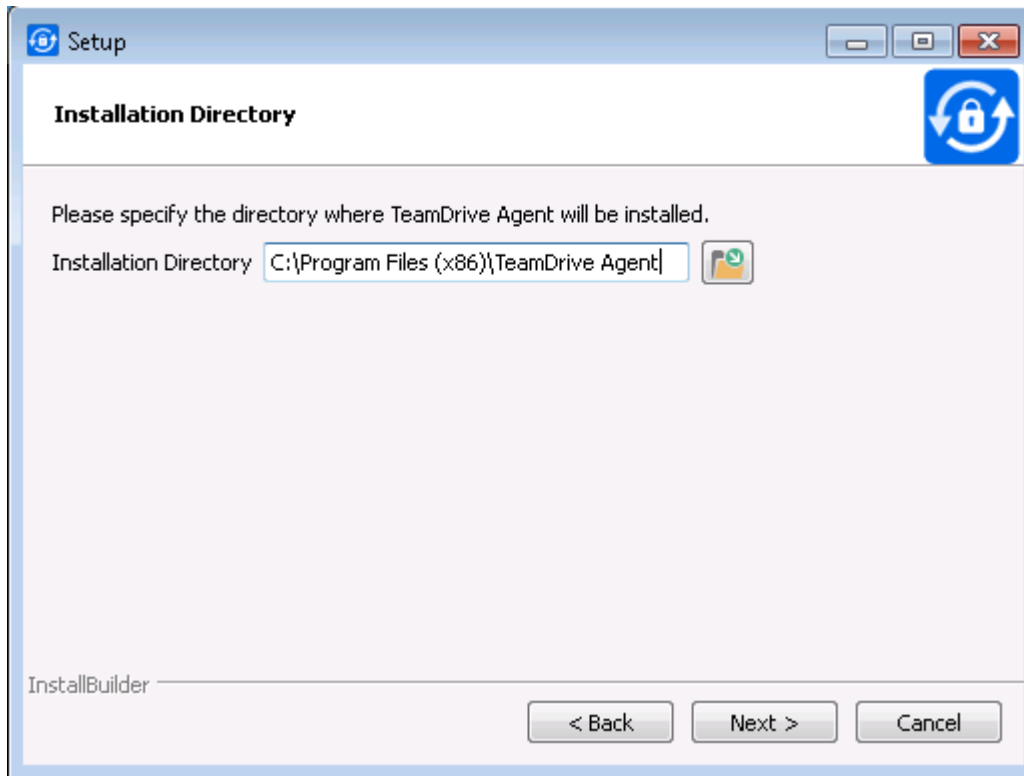 Setup
Installation Directory
Please specify the directory where TeamDrive Agent will be installed.
Installation Directory C:\Program Files (x86)\TeamDrive Agent
InstallBuilder
< Back Next > Cancel